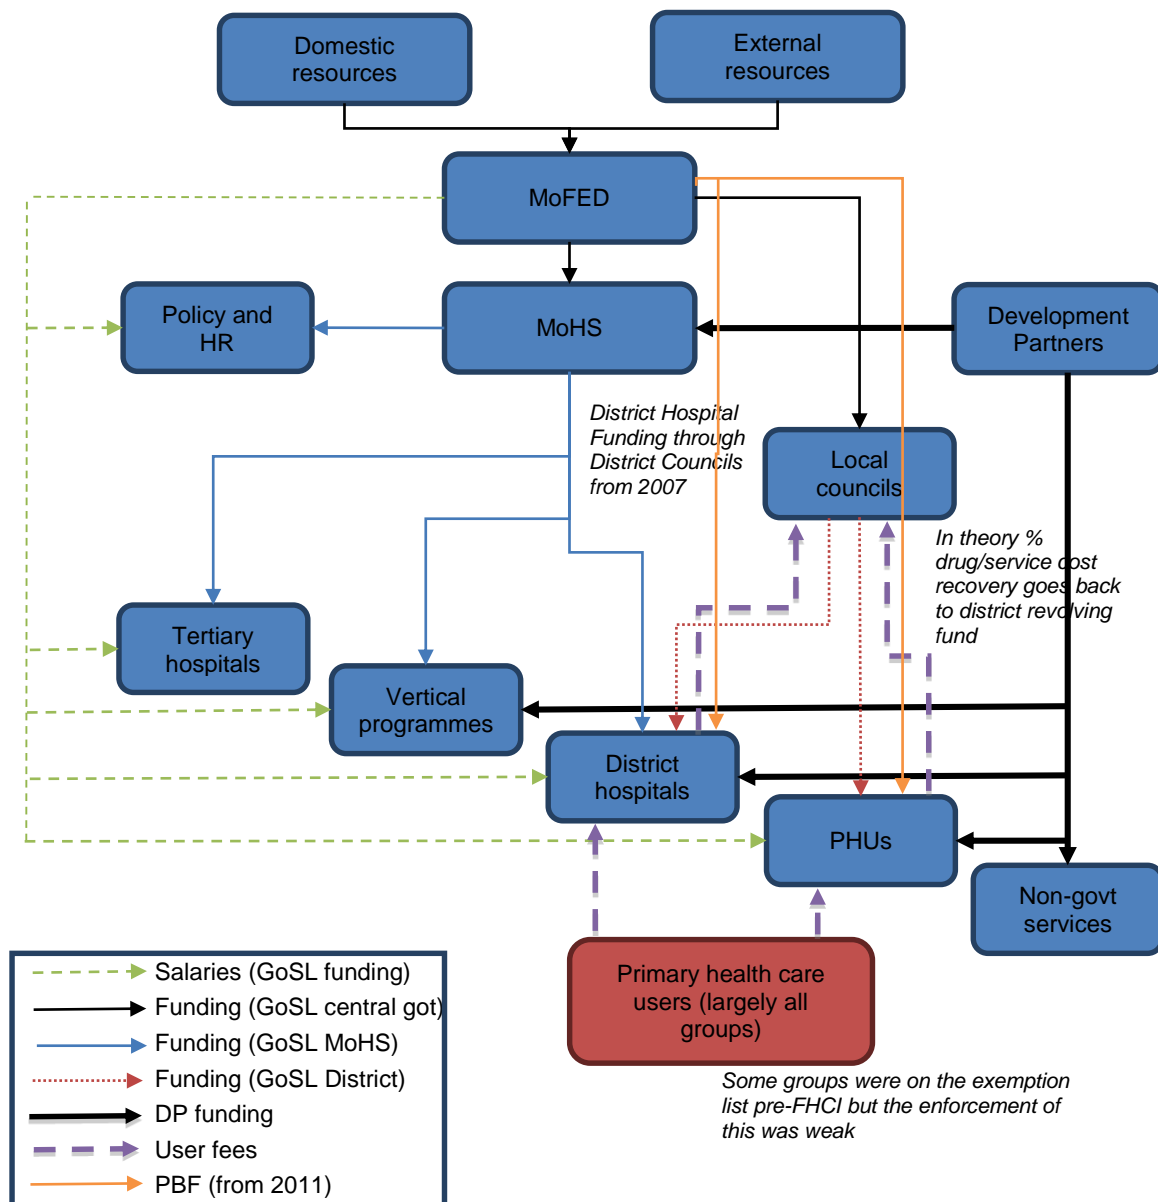 Domestic
resources
External
resources
MoFED
Policy and
HR
MoHS
Development
Partners
District Hospital
Funding through
District Councils
from 2007
Local
councils
In theory %
drug/service cost
recovery goes back
to district revolving
fund
Tertiary
hospitals
Vertical
programmes
District
hospitals
PHUs
Non-govt
services
Primary health care
users (largely all
groups)
Some groups were on the exemption
list pre-FHCI but the enforcement of
this was weak
Salaries (GoSL funding)
Funding (GoSL central got)
Funding (GoSL MoHS)
Funding (GoSL District)
DP funding
User fees
PBF (from 2011)